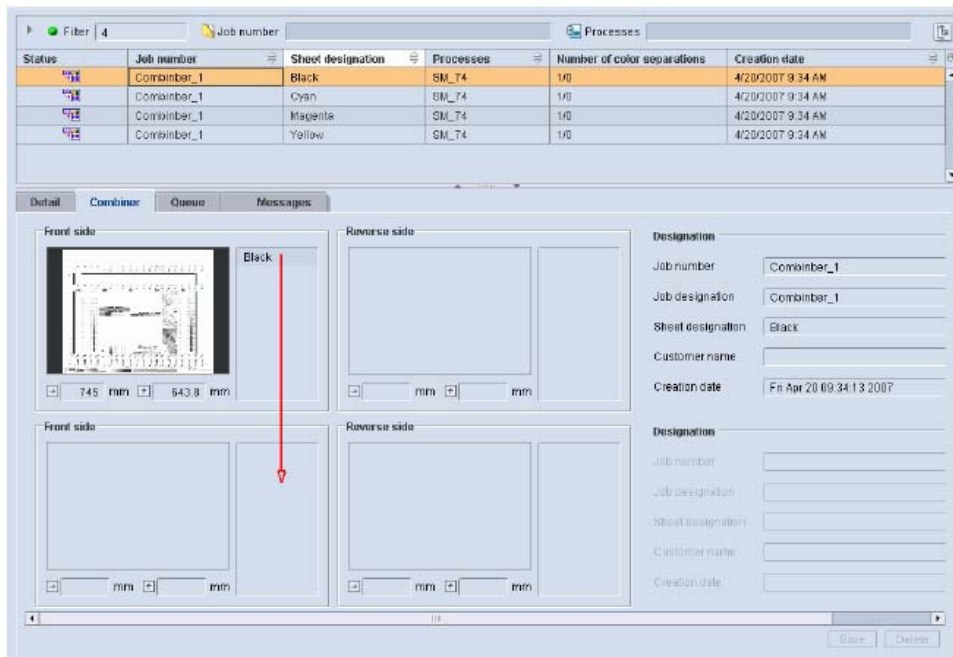 Filter 4 Job number Processes
Status Job number Sheet designation Processes Number of color separations Creation date
Combinber_1 Black SM_74 1/0 4/20/2007 9:34 AM
Combinber_1 Cyan SM_74 1/0 4/20/2007 9:34 AM
Combinber_1 Magenta SM_74 1/0 4/20/2007 9:34 AM
Combinber_1 Yellow SM_74 1/0 4/20/2007 9:34 AM
Detail Combiner Queue Messages
Front side Reverse side Designation
Black
Job number Combinber_1
Job designation Combinber_1
Sheet designation Black
Customer name
Creation date Fri Apr 20 09:34:13 2007
745 mm 643.8 mm mm mm
Front side Reverse side Designation
Job number
Job designation
Sheet designation
Customer name
Creation date
mm mm mm mm
Save Delete